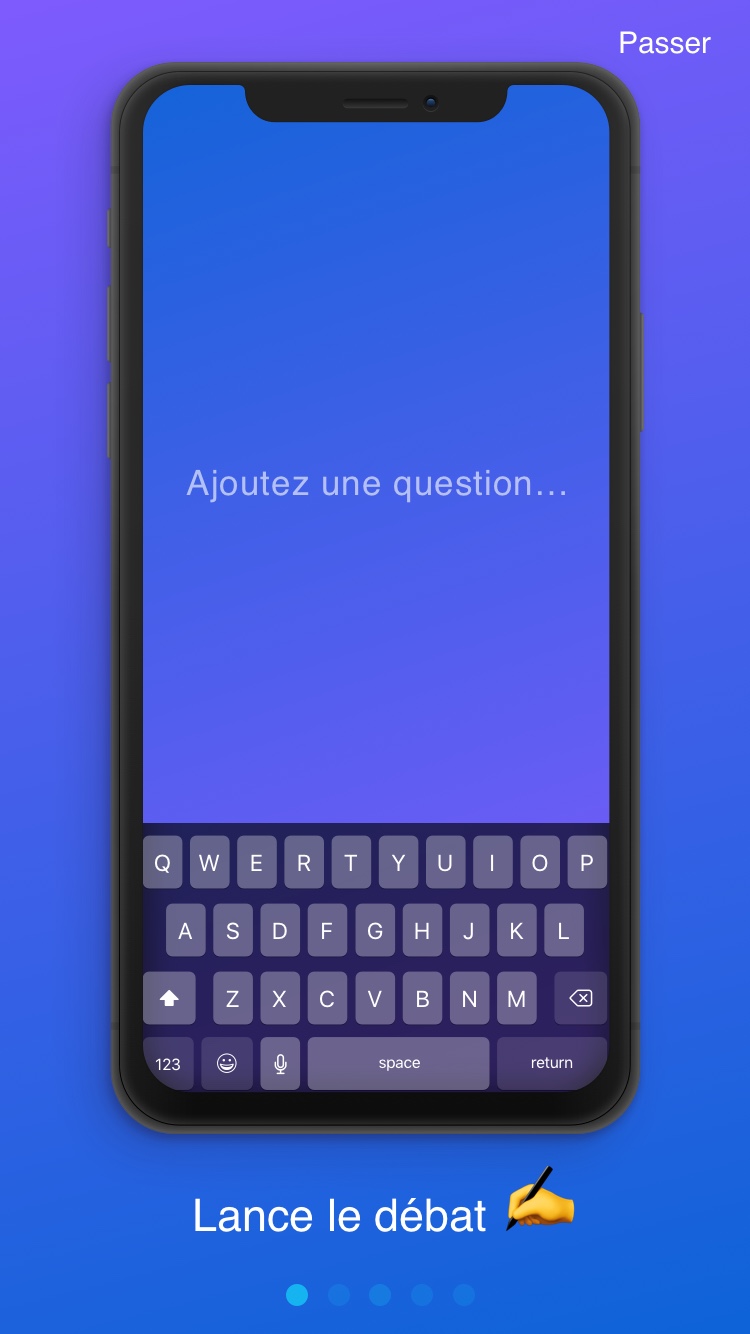 Passer
Ajoutez une question...
Q W E R T Y U I O P
A S D F G H J K L
Z X C V B N M
123 space return
Lance le débat